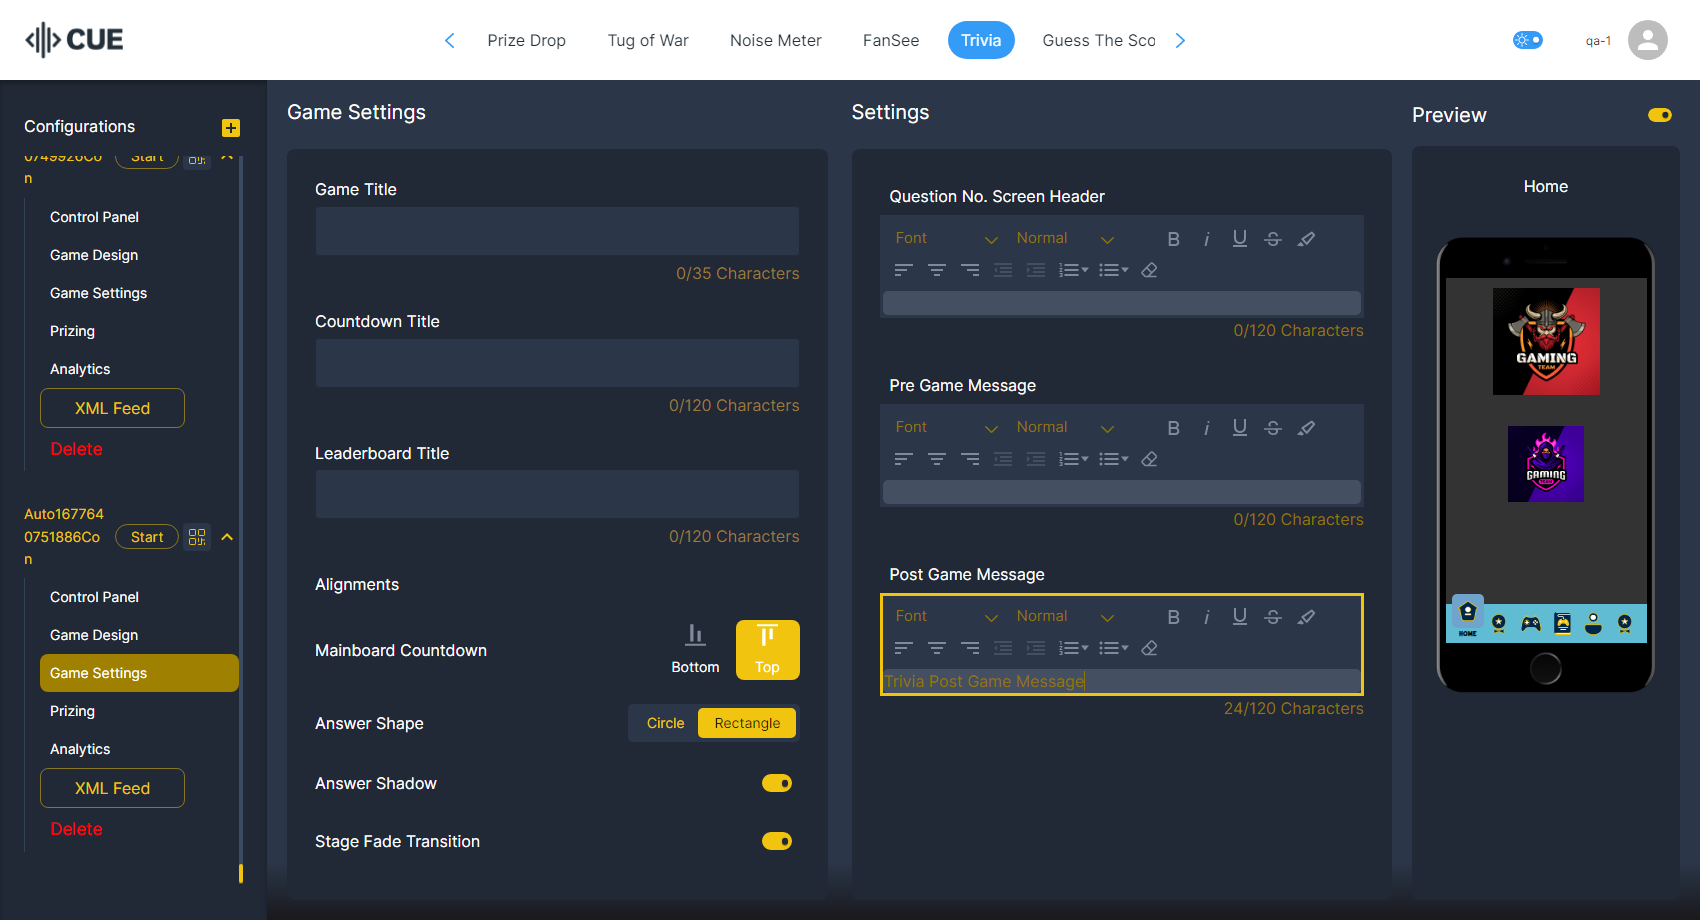 CUE
Prize Drop
Tug of War
Noise Meter
FanSee
Trivia
Guess The Sco
qa-1
Configurations
0749926Co
n
Start
Control Panel
Game Design
Game Settings
Prizing
Analytics
XML Feed
Delete
Auto167764
0751886Co
n
Start
Control Panel
Game Design
Game Settings
Prizing
Analytics
XML Feed
Delete
Game Settings
Game Title
0/35 Characters
Countdown Title
0/120 Characters
Leaderboard Title
0/120 Characters
Alignments
Mainboard Countdown
Bottom
Top
Answer Shape
Circle
Rectangle
Answer Shadow
Stage Fade Transition
Settings
Question No. Screen Header
Font
Normal
B
i
U
S
0/120 Characters
Pre Game Message
Font
Normal
B
i
U
S
0/120 Characters
Post Game Message
Font
Normal
B
i
U
S
Trivia Post Game Message
24/120 Characters
Preview
Home
GAMING
TEAM
GAMING
TEAM
HOME